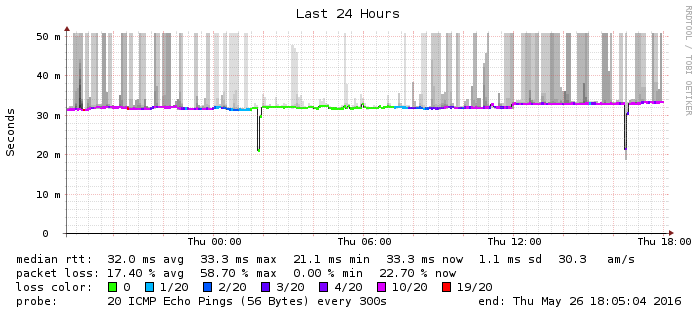 Last 24 Hours
RRDTOOL / TOBI OETIKER
Seconds
50 m
40 m
30 m
20 m
10 m
0
Thu 00:00 Thu 06:00 Thu 12:00 Thu 18:00
median rtt: 32.0 ms avg 33.3 ms max 21.1 ms min 33.3 ms now 1.1 ms sd 30.3 am/s
packet loss: 17.40 % avg 58.70 % max 0.00 % min 22.70 % now
loss color: 0 1/20 2/20 3/20 4/20 10/20 19/20
probe: 20 ICMP Echo Pings (56 Bytes) every 300s end: Thu May 26 18:05:04 2016